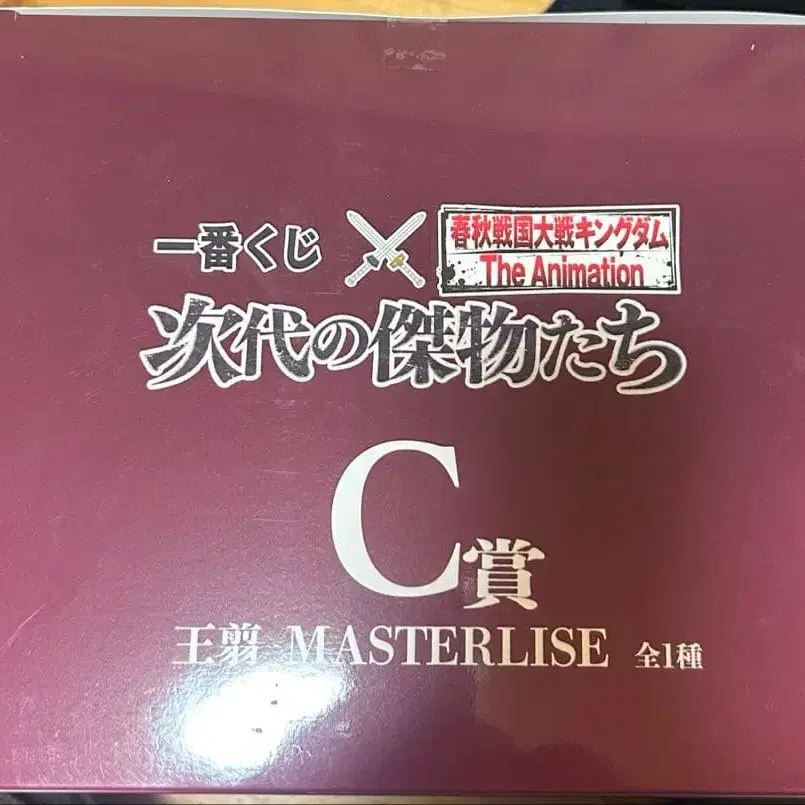 一番くじ
春秋戦国大戦キングダム
The Animation
次代の傑物たち
C賞
王翦 MASTERLISE 全1種